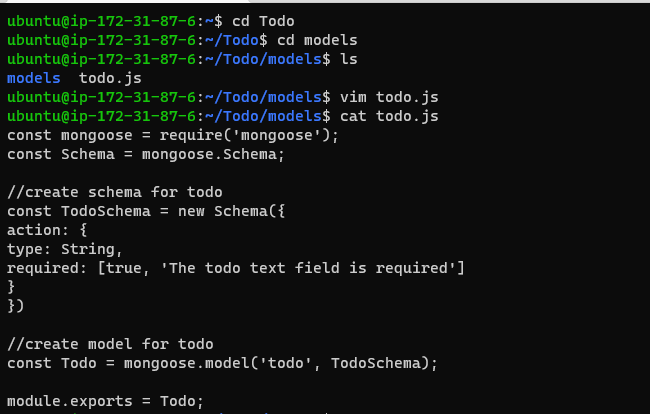 ubuntu@ip-172-31-87-6:~$ cd Todo
ubuntu@ip-172-31-87-6:~/Todo$ cd models
ubuntu@ip-172-31-87-6:~/Todo/models$ ls
models  todo.js
ubuntu@ip-172-31-87-6:~/Todo/models$ vim todo.js
ubuntu@ip-172-31-87-6:~/Todo/models$ cat todo.js
const mongoose = require('mongoose');
const Schema = mongoose.Schema;

//create schema for todo
const TodoSchema = new Schema({
action: {
type: String,
required: [true, 'The todo text field is required']
}
})

//create model for todo
const Todo = mongoose.model('todo', TodoSchema);

module.exports = Todo;